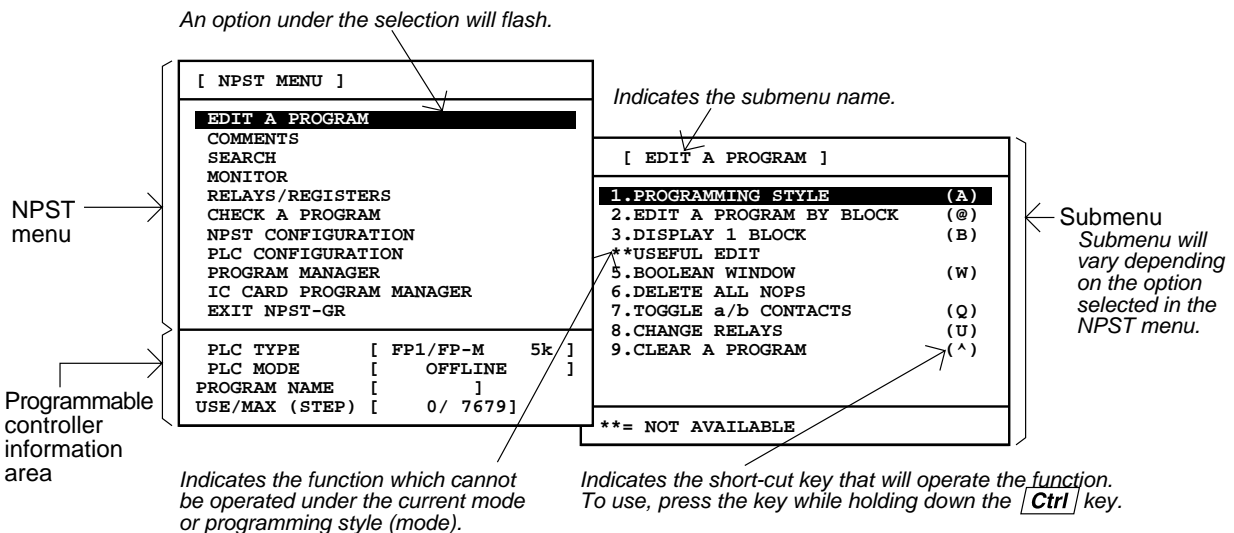 An option under the selection will flash.
[ NPST MENU ]
EDIT A PROGRAM
COMMENTS
SEARCH
MONITOR
RELAYS/REGISTERS
CHECK A PROGRAM
NPST CONFIGURATION
PLC CONFIGURATION
PROGRAM MANAGER
IC CARD PROGRAM MANAGER
EXIT NPST-GR
PLC TYPE [ FP1/FP-M 5k ]
PLC MODE [ OFFLINE ]
PROGRAM NAME [ ]
USE/MAX (STEP) [ 0/ 7679]
NPST
menu
Programmable
controller
information
area
Indicates the submenu name.
[ EDIT A PROGRAM ]
1.PROGRAMMING STYLE (A)
2.EDIT A PROGRAM BY BLOCK (@)
3.DISPLAY 1 BLOCK (B)
**USEFUL EDIT
5.BOOLEAN WINDOW (W)
6.DELETE ALL NOPS
7.TOGGLE a/b CONTACTS (Q)
8.CHANGE RELAYS (U)
9.CLEAR A PROGRAM (^)
**= NOT AVAILABLE
Submenu
Submenu will
vary depending
on the option
selected in the
NPST menu.
Indicates the function which cannot
be operated under the current mode
or programming style (mode).
Indicates the short-cut key that will operate the function.
To use, press the key while holding down the Ctrl key.